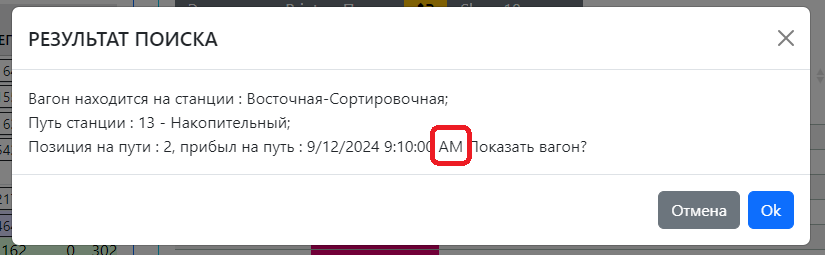 РЕЗУЛЬТАТ ПОИСКА
Вагон находится на станции : Восточная-Сортировочная;
Путь станции : 13 - Накопительный;
Позиция на пути : 2, прибыл на путь : 9/12/2024 9:10:00 AM Показать вагон?
Отмена Ok
162 0 302